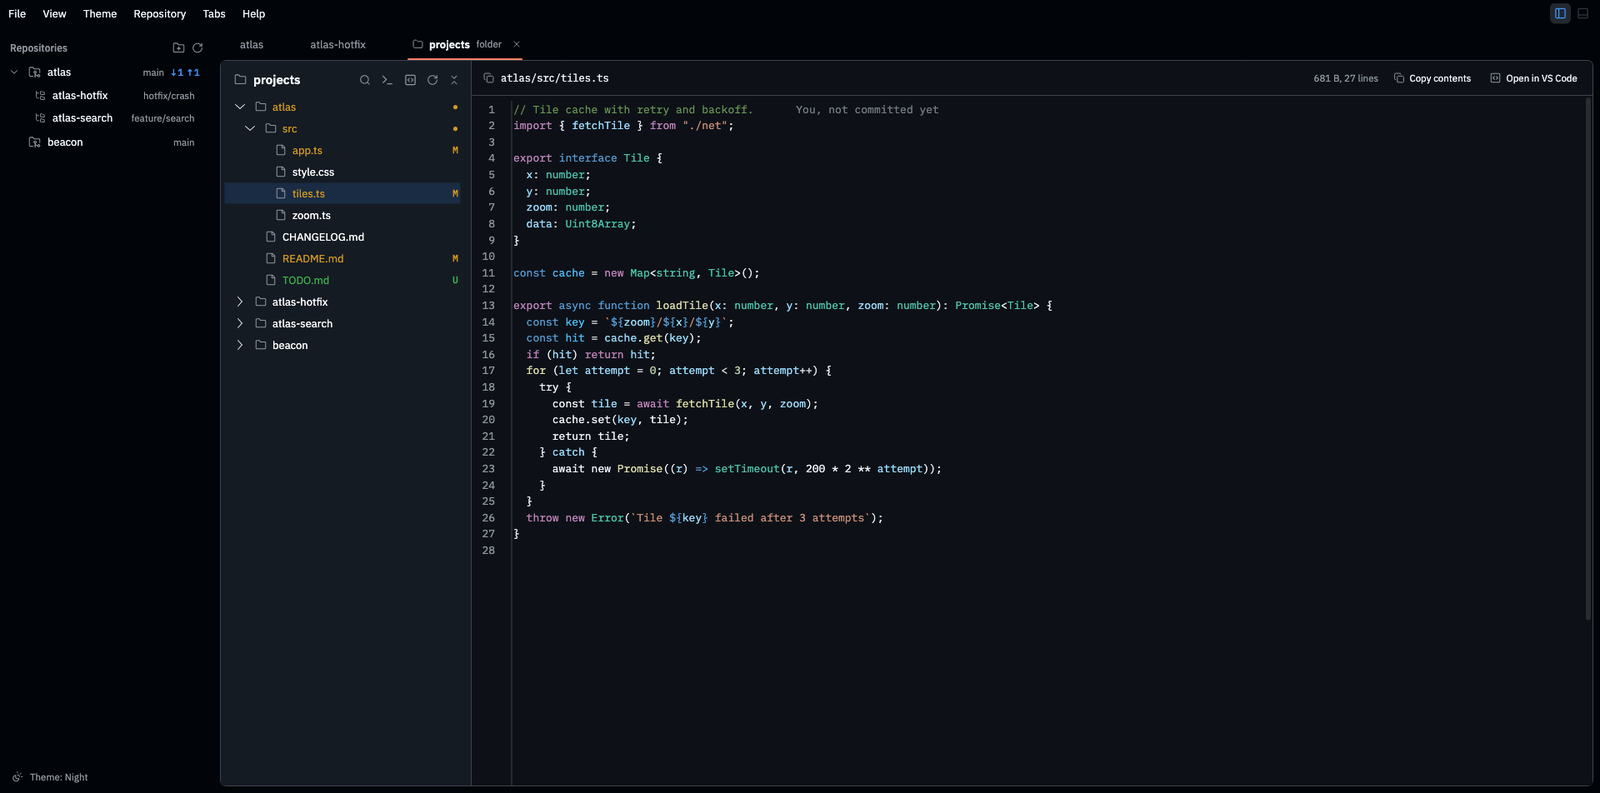 File View Theme Repository Tabs Help
Repositories
atlas main ↓1 ↑1
atlas-hotfix hotfix/crash
atlas-search feature/search
beacon main
Theme: Night
atlas atlas-hotfix projects folder ×
projects
atlas
src
app.ts M
style.css
tiles.ts M
zoom.ts
CHANGELOG.md
README.md M
TODO.md U
atlas-hotfix
atlas-search
beacon
atlas/src/tiles.ts 681 B, 27 lines Copy contents Open in VS Code
1 // Tile cache with retry and backoff. You, not committed yet
2 import { fetchTile } from "./net";
3
4 export interface Tile {
5   x: number;
6   y: number;
7   zoom: number;
8   data: Uint8Array;
9 }
10
11 const cache = new Map<string, Tile>();
12
13 export async function loadTile(x: number, y: number, zoom: number): Promise<Tile> {
14   const key = `${zoom}/${x}/${y}`;
15   const hit = cache.get(key);
16   if (hit) return hit;
17   for (let attempt = 0; attempt < 3; attempt++) {
18     try {
19       const tile = await fetchTile(x, y, zoom);
20       cache.set(key, tile);
21       return tile;
22     } catch {
23       await new Promise((r) => setTimeout(r, 200 * 2 ** attempt));
24     }
25   }
26   throw new Error(`Tile ${key} failed after 3 attempts`);
27 }
28